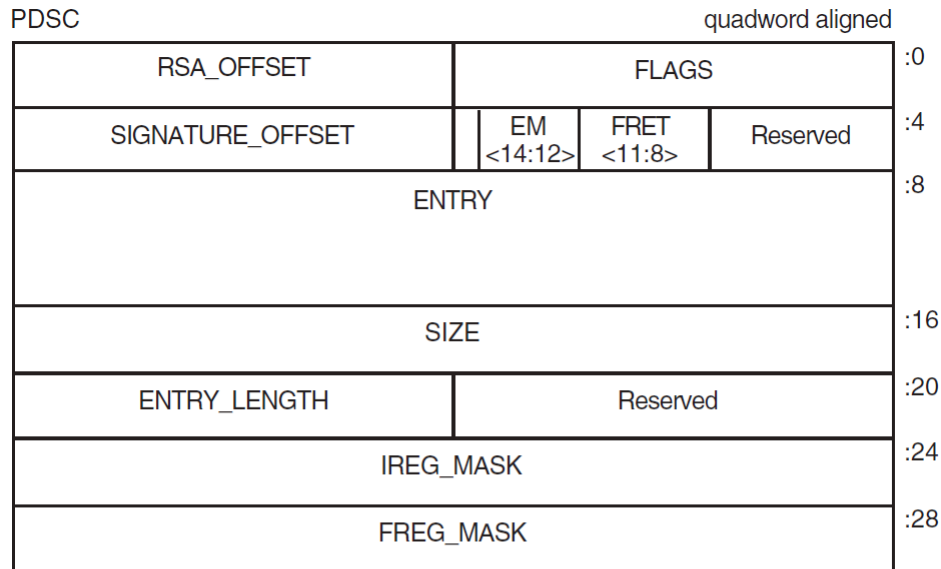 PDSC quadword aligned
RSA_OFFSET FLAGS :0
SIGNATURE_OFFSET EM <14:12> FRET <11:8> Reserved :4
ENTRY :8
SIZE :16
ENTRY_LENGTH Reserved :20
IREG_MASK :24
FREG_MASK :28